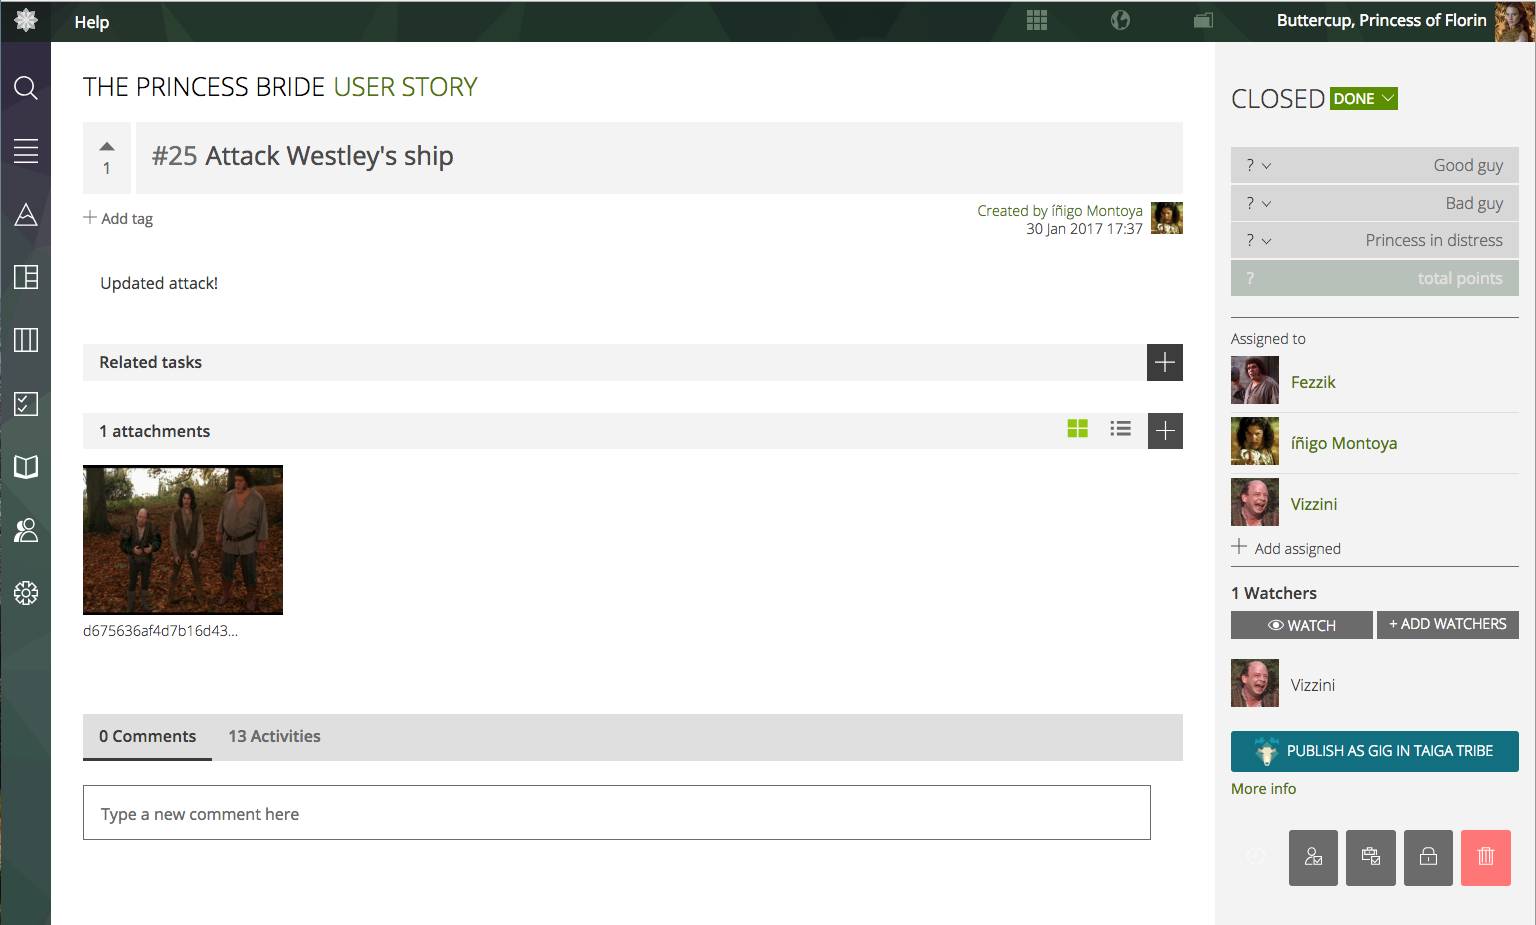 Help
Buttercup, Princess of Florin
THE PRINCESS BRIDE USER STORY
1
#25 Attack Westley's ship
Add tag
Created by íñigo Montoya
30 Jan 2017 17:37
Updated attack!
Related tasks
1 attachments
d675636af4d7b16d43...
0 Comments
13 Activities
Type a new comment here
CLOSED DONE
? Good guy
? Bad guy
? Princess in distress
? total points
Assigned to
Fezzik
íñigo Montoya
Vizzini
Add assigned
1 Watchers
WATCH
+ ADD WATCHERS
Vizzini
PUBLISH AS GIG IN TAIGA TRIBE
More info